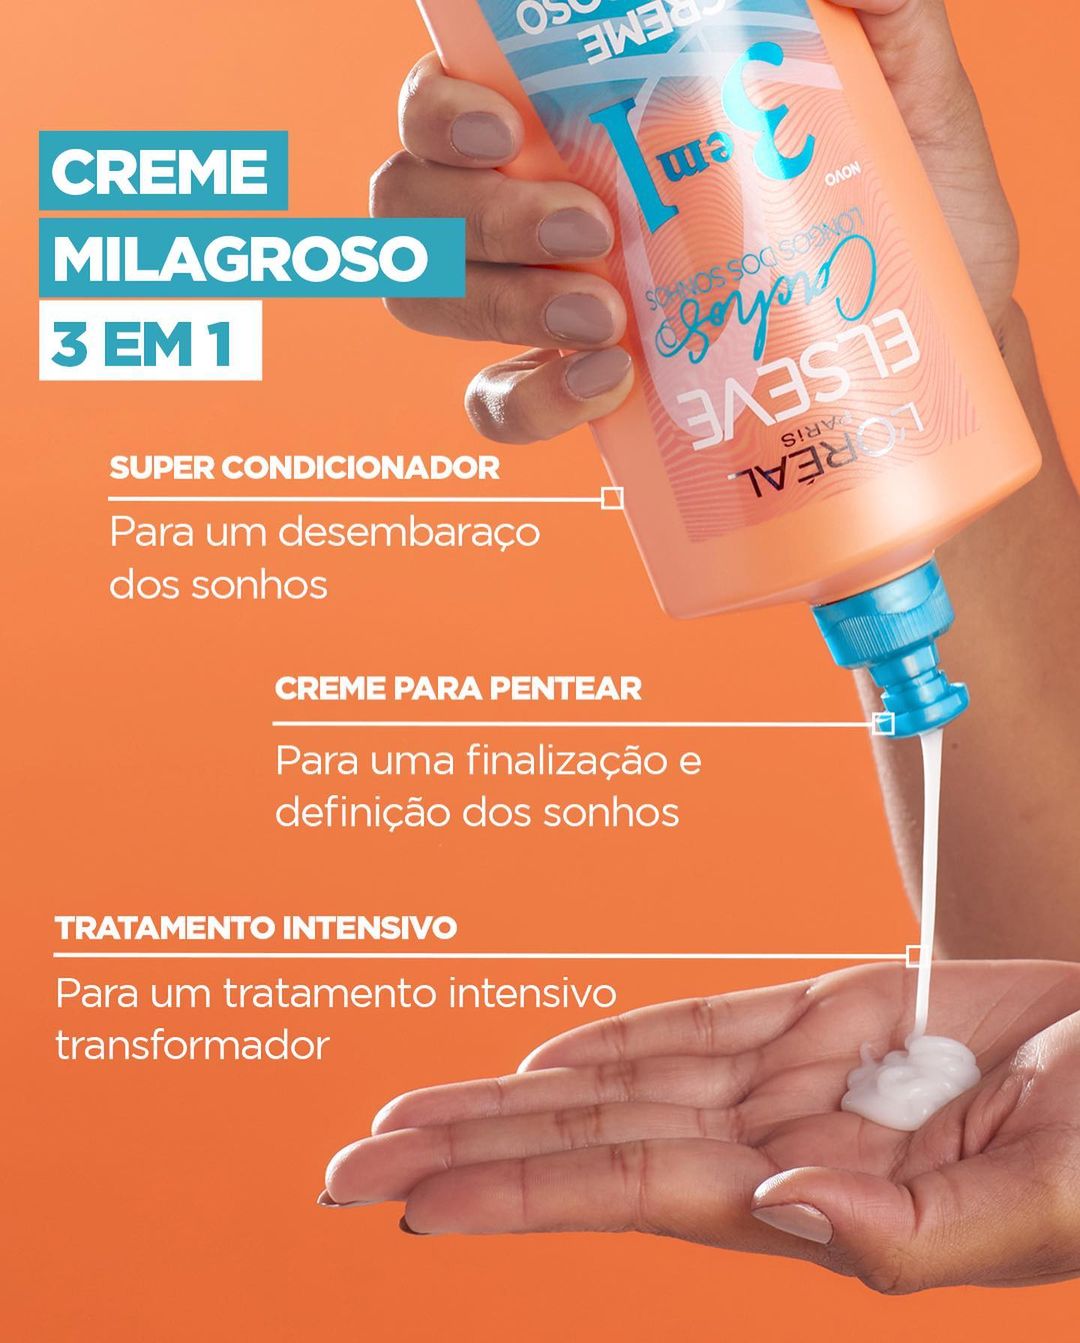 CREME
MILAGROSO
3 EM 1
SUPER CONDICIONADOR
Para um desembaraço
dos sonhos
CREME PARA PENTEAR
Para uma finalização e
definição dos sonhos
TRATAMENTO INTENSIVO
Para um tratamento intensivo
transformador
L'ORÉAL
PARIS
ELSEVE
Cachos
LONGOS DOS SONHOS
NOVO
3 em 1
CREME